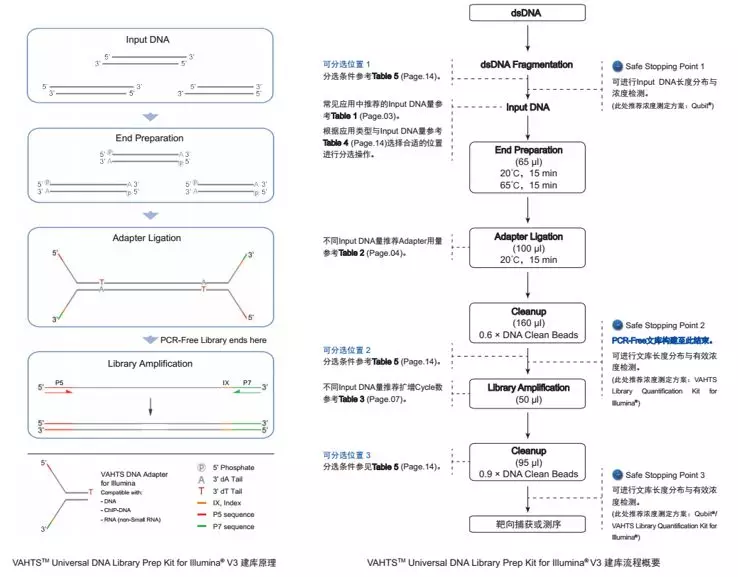 Input DNA
5' 3'
3' 5'
5' 3' 5' 3'
3' 5' 3' 5'
End Preparation
5' P A 3'
3' A P 5'
5' P A 3' 5' P A 3'
3' A p 5' 3' A p 5'
Adapter Ligation
5' 3'
T A
A T
3' 5'
PCR-Free Library ends here
Library Amplification
5' P5 IX P7 3'
5' 3'
3' 5'
5'
3'
T
VAHTS DNA Adapter
for Illumina
Compatible with:
- DNA
- ChIP-DNA
- RNA (non-Small RNA)
P 5' Phosphate
A 3' dA Tail
T 3' dT Tail
IX, Index
P5 sequence
P7 sequence
VAHTS™ Universal DNA Library Prep Kit for Illumina® V3 建库原理
dsDNA
可分选位置 1
分选条件参考Table 5 (Page.14)。
dsDNA Fragmentation
Safe Stopping Point 1
可进行Input DNA长度分布与
浓度检测。
(此处推荐浓度测定方案：Qubit®)
常见应用中推荐的Input DNA量参
考Table 1 (Page.03)。
根据应用类型与Input DNA量参考
Table 4 (Page.14)选择合适的位置
进行分选操作。
Input DNA
End Preparation
(65 μl)
20℃，15 min
65℃，15 min
不同Input DNA量推荐Adapter用量
参考Table 2 (Page.04)。
Adapter Ligation
(100 μl)
20℃，15 min
Cleanup
(160 μl)
0.6 × DNA Clean Beads
Safe Stopping Point 2
PCR-Free文库构建至此结束。
可进行文库长度分布与有效浓
度检测。
(此处推荐浓度测定方案：VAHTS
Library Quantification Kit for
Illumina®)
可分选位置 2
分选条件参考Table 5 (Page.14)。
不同Input DNA量推荐扩增Cycle数
参考Table 3 (Page.07)。
Library Amplification
(50 μl)
可分选位置 3
分选条件参见Table 5 (Page.14)。
Cleanup
(95 μl)
0.9 × DNA Clean Beads
Safe Stopping Point 3
可进行文库长度分布与有效浓
度检测。
(此处推荐浓度测定方案：Qubit®/
VAHTS Library Quantification Kit for
Illumina®)
靶向捕获或测序
VAHTS™ Universal DNA Library Prep Kit for Illumina® V3 建库流程概要